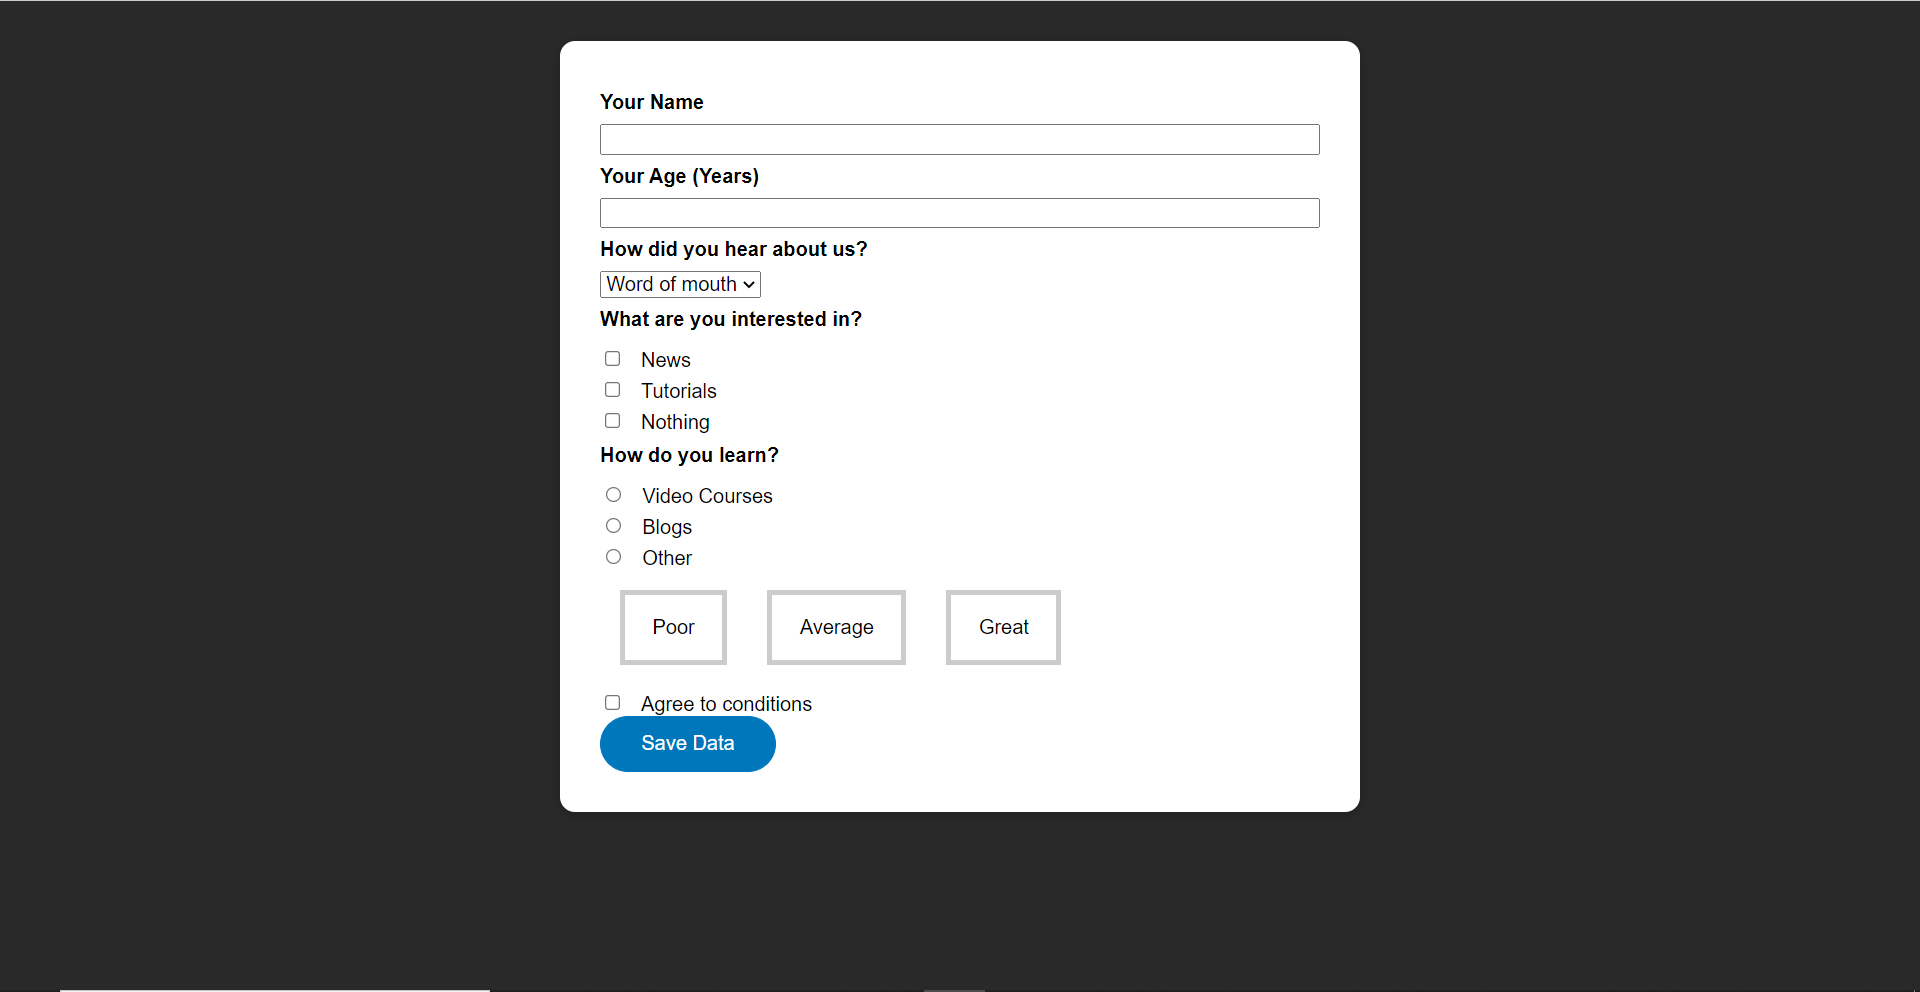 Your Name
Your Age (Years)
How did you hear about us?
Word of mouth
What are you interested in?
News
Tutorials
Nothing
How do you learn?
Video Courses
Blogs
Other
Poor Average Great
Agree to conditions
Save Data